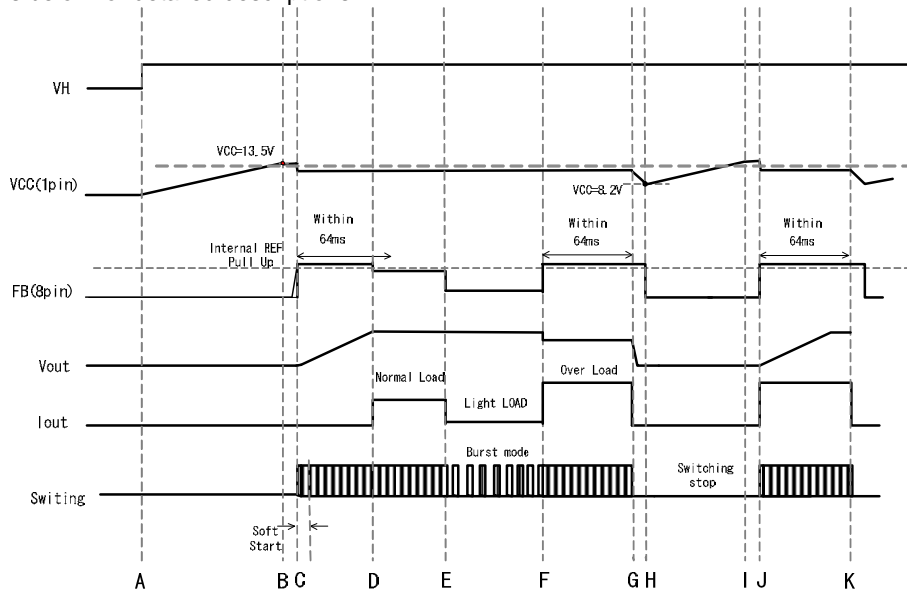 VH
VCC=13.5V
VCC(1pin)
VCC=8.2V
Within
64ms
Within
64ms
Within
64ms
Internal REF
Pull Up
FB(8pin)
Vout
Normal Load
Over Load
Light LOAD
Iout
Burst mode
Switching
stop
Switing
Soft
Start
A B C D E F G H I J K